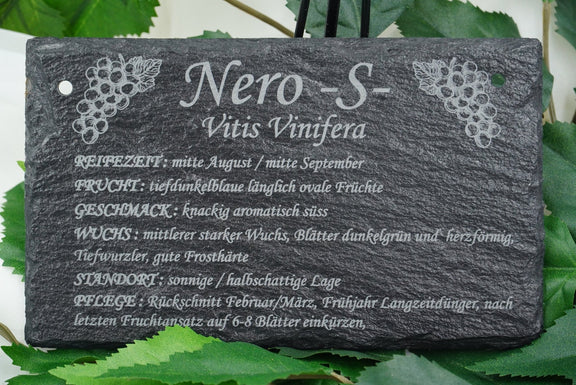 Nero -S-
Vitis Vinifera
REIFEZEIT : mitte August / mitte September
FRUCHT : tiefdunkelblaue länglich ovale Früchte
GESCHMACK : knackig aromatisch süss
WUCHS : mittlerer starker Wuchs, Blätter dunkelgrün und herzförmig,
Tiefwurzler, gute Frosthärte
STANDORT : sonnige / halbschattige Lage
PFLEGE : Rückschnitt Februar/März, Frühjahr Langzeitdünger, nach
letzten Fruchtansatz auf 6-8 Blätter einkürzen,